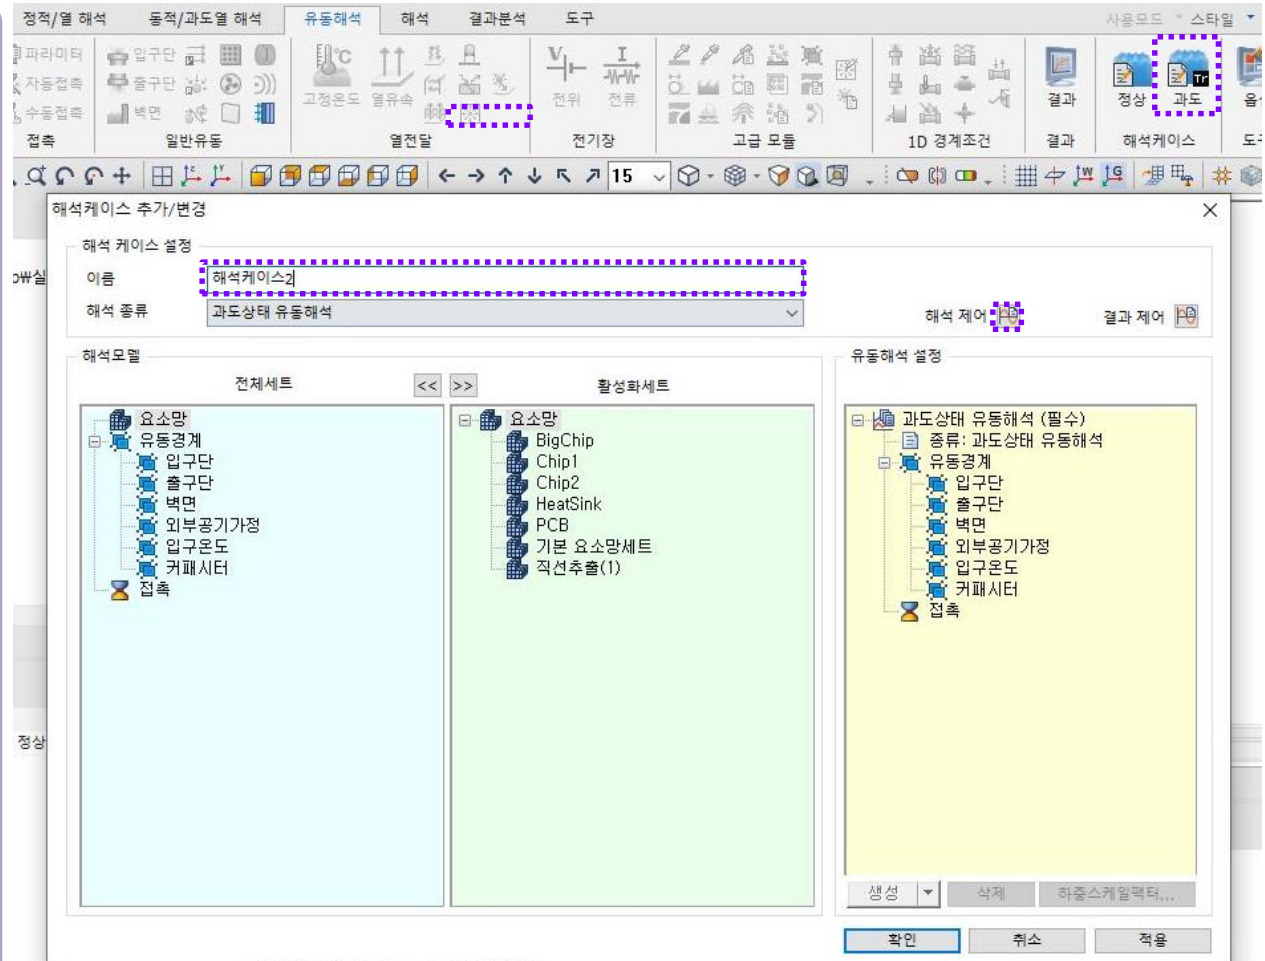 정적/열 해석 동적/과도열 해석 유동해석 해석 결과분석 도구 사용모드 스타일
파라미터 입구단
자동접촉 출구단 고정온도 열유속 전위 전류 결과 정상 과도
수동접촉 벽면
접촉 일반유동 열전달 전기장 고급 모듈 1D 경계조건 결과 해석케이스
15
해석케이스 추가/변경
해석 케이스 설정
이름 해석케이스2
해석 종류 과도상태 유동해석 해석 제어 결과 제어
해석모델 유동해석 설정
전체세트 << >> 활성화세트
요소망
유동경계
입구단
출구단
벽면
외부공기가정
입구온도
커패시터
접촉
요소망
BigChip
Chip1
Chip2
HeatSink
PCB
기본 요소망세트
직선추출(1)
과도상태 유동해석 (필수)
종류: 과도상태 유동해석
유동경계
입구단
출구단
벽면
외부공기가정
입구온도
커패시터
접촉
정상
생성 삭제 하중스케일팩터...
확인 취소 적용